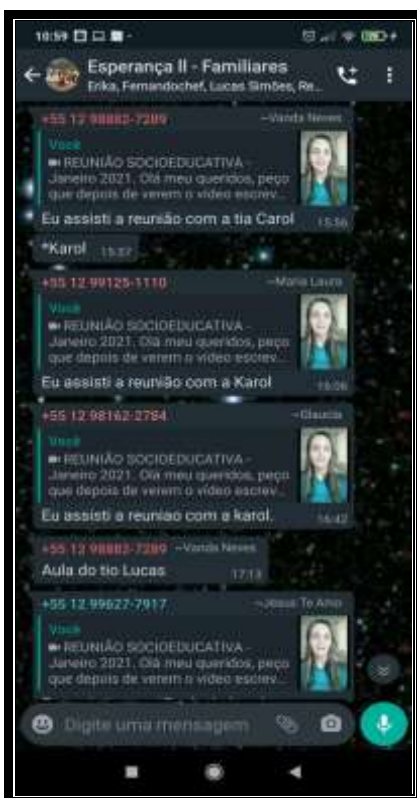 10:59
Esperança II - Familiares
Erika, Fernandochef, Lucas Simões, Re...
+55 12 98882-7289 ~Vanda Neves
Você
REUNIÃO SOCIOEDUCATIVA -
Janeiro 2021. Olá meu queridos, peço
que depois de verem o vídeo escrev...
Eu assisti a reunião com a tia Carol 15:56
*Karol 15:57
+55 12 99125-1110 ~Maria Laura
Você
REUNIÃO SOCIOEDUCATIVA -
Janeiro 2021. Olá meu queridos, peço
que depois de verem o vídeo escrev...
Eu assisti a reunião com a Karol
+55 12 98162-2784 ~Glaucia
Você
REUNIÃO SOCIOEDUCATIVA -
Janeiro 2021. Olá meu queridos, peço
que depois de verem o vídeo escrev...
Eu assisti a reuniao com a karol. 16:42
+55 12 98882-7289 ~Vanda Neves
Aula do tio Lucas 17:13
+55 12 99627-7917 ~Jesus Te Amo
Você
REUNIÃO SOCIOEDUCATIVA -
Janeiro 2021. Olá meu queridos, peço
que depois de verem o vídeo escrev...
Digite uma mensagem